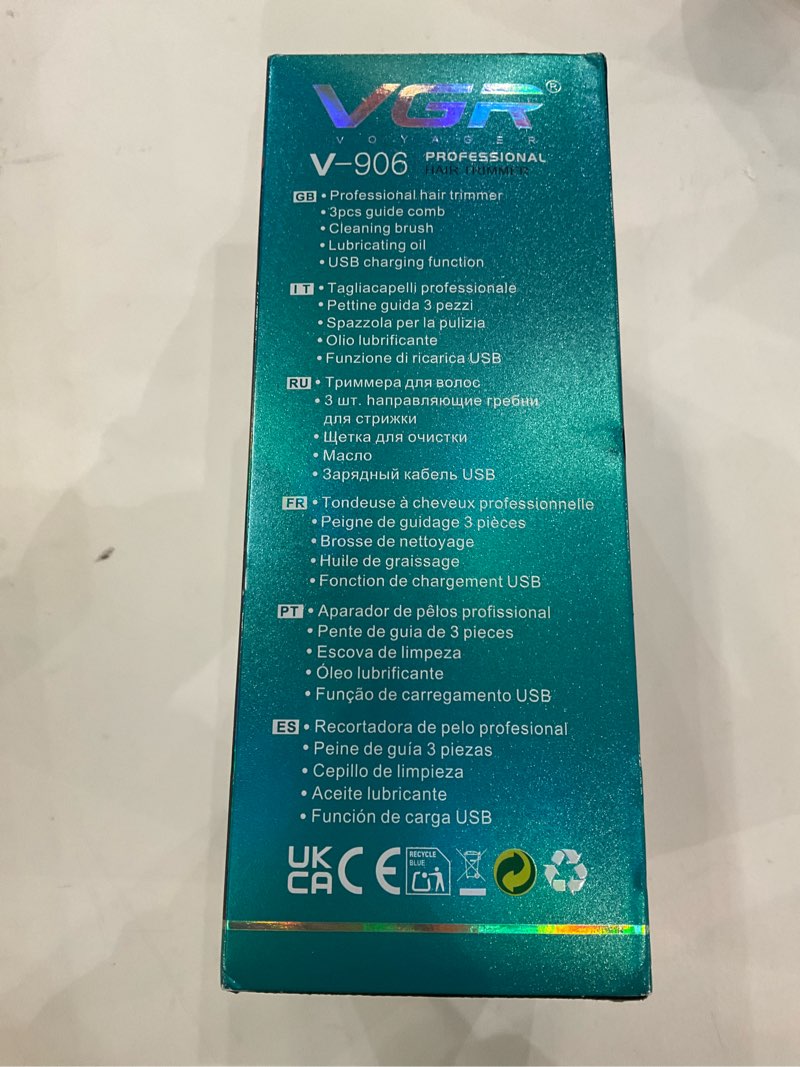 VGR®
VOYAGER
V-906 PROFESSIONAL
HAIR TRIMMER
GB • Professional hair trimmer
• 3pcs guide comb
• Cleaning brush
• Lubricating oil
• USB charging function
IT • Tagliacapelli professionale
• Pettine guida 3 pezzi
• Spazzola per la pulizia
• Olio lubrificante
• Funzione di ricarica USB
RU • Триммера для волос
• 3 шт. hаправляющие гребни
для стрижки
• Щетка для очистки
• Масло
• Зарядный кабель USB
FR • Tondeuse à cheveux professionnelle
• Peigne de guidage 3 pièces
• Brosse de nettoyage
• Huile de graissage
• Fonction de chargement USB
PT • Aparador de pêlos profissional
• Pente de guia de 3 pieces
• Escova de limpeza
• Óleo lubrificante
• Função de carregamento USB
ES • Recortadora de pelo profesional
• Peine de guía 3 piezas
• Cepillo de limpieza
• Aceite lubricante
• Función de carga USB
UK
CA CE RECYCLE
BLUE